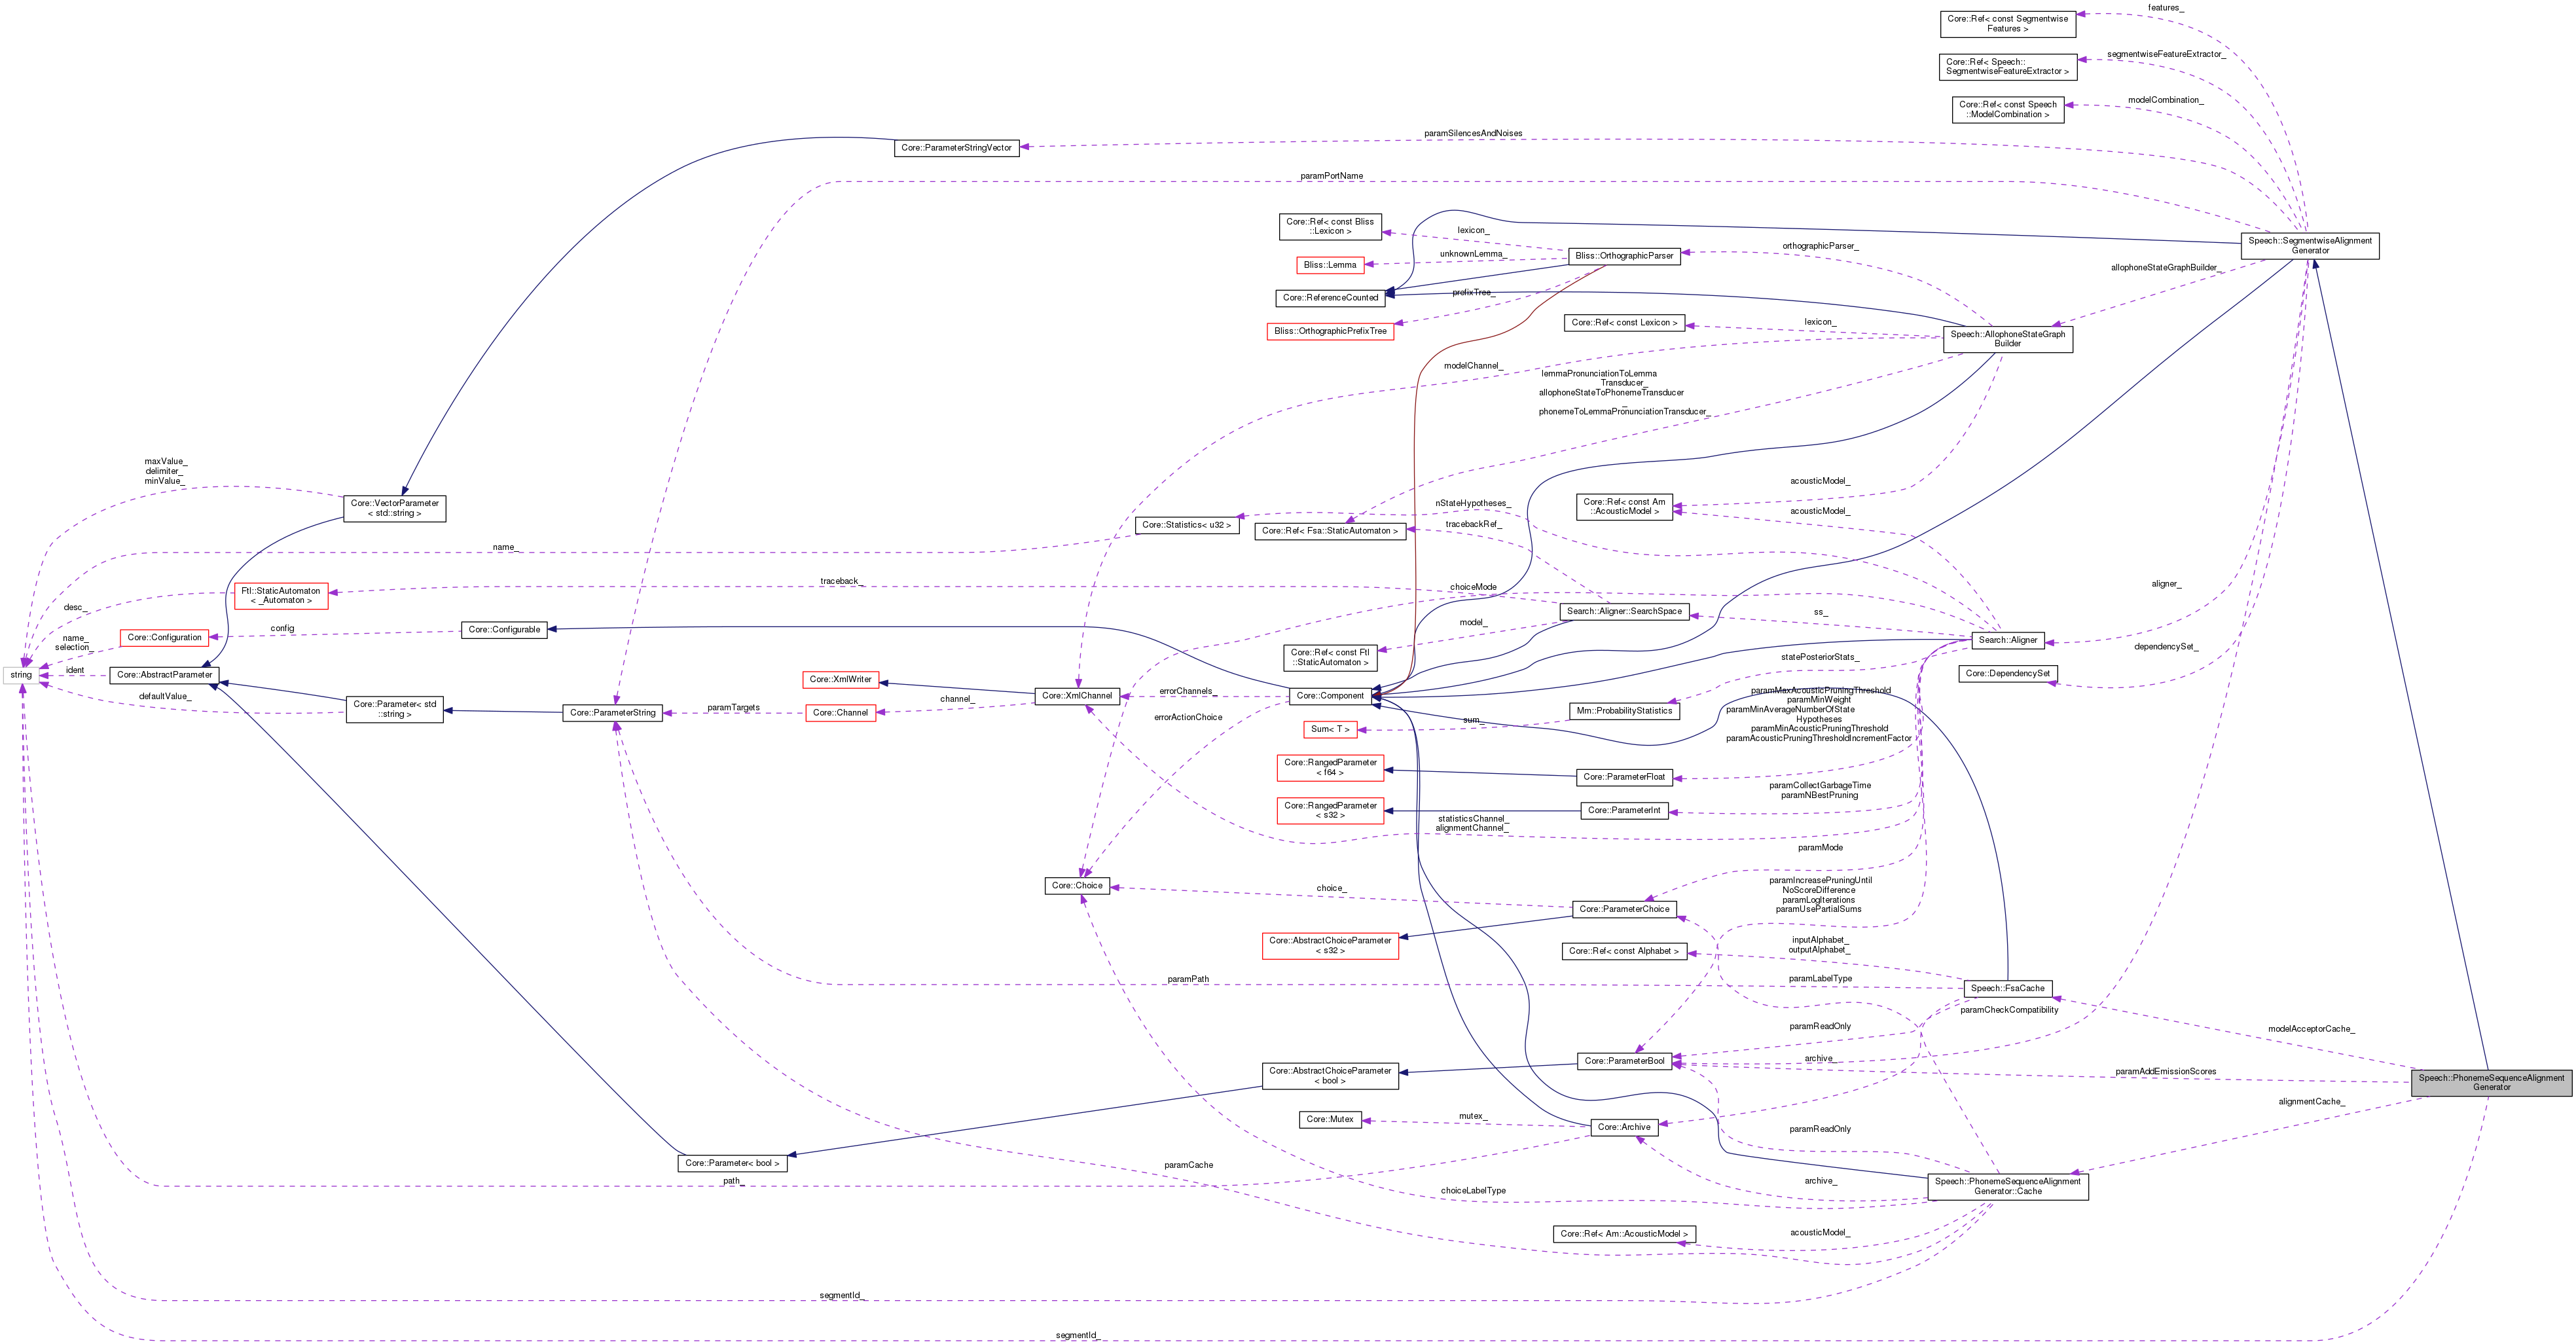 features_
Core::Ref< const Segmentwise
Features >
segmentwiseFeatureExtractor_
Core::Ref< Speech::
SegmentwiseFeatureExtractor >
modelCombination_
Core::Ref< const Speech
::ModelCombination >
paramSilencesAndNoises
Core::ParameterStringVector
paramPortName
Core::Ref< const Bliss
::Lexicon >
lexicon_
Speech::SegmentwiseAlignment
Generator
orthographicParser_
Bliss::OrthographicParser
unknownLemma_
Bliss::Lemma
allophoneStateGraphBuilder_
prefixTree_
Core::ReferenceCounted
Core::Ref< const Lexicon >
lexicon_
Bliss::OrthographicPrefixTree
Speech::AllophoneStateGraph
Builder
modelChannel_
lemmaPronunciationToLemma
Transducer_
allophoneStateToPhonemeTransducer
_
phonemeToLemmaPronunciationTransducer_
maxValue_
delimiter_
minValue_
acousticModel_
Core::VectorParameter
< std::string >
Core::Ref< const Am
::AcousticModel >
nStateHypotheses_
acousticModel_
Core::Statistics< u32 >
Core::Ref< Fsa::StaticAutomaton >
tracebackRef_
name_
traceback_
choiceMode
aligner_
Ftl::StaticAutomaton
< _Automaton >
desc_
Search::Aligner::SearchSpace
ss_
config
Core::Configurable
model_
name_
selection_
Core::Configuration
Search::Aligner
dependencySet_
Core::Ref< const Ftl
::StaticAutomaton >
statePosteriorStats_
string
ident
Core::AbstractParameter
Core::XmlWriter
Core::DependencySet
defaultValue_
Core::Parameter< std
::string >
Core::ParameterString
paramTargets
Core::Channel
channel_
Core::XmlChannel
errorChannels_
Core::Component
paramMaxAcousticPruningThreshold
paramMinWeight
paramMinAverageNumberOfState
Hypotheses
paramMinAcousticPruningThreshold
paramAcousticPruningThresholdIncrementFactor
errorActionChoice
Mm::ProbabilityStatistics
sum_
Sum< T >
Core::RangedParameter
< f64 >
Core::ParameterFloat
paramCollectGarbageTime
paramNBestPruning
Core::RangedParameter
< s32 >
Core::ParameterInt
statisticsChannel_
alignmentChannel_
paramMode
Core::Choice
choice_
paramIncreasePruningUntil
NoScoreDifference
paramLogIterations
paramUsePartialSums
Core::ParameterChoice
Core::AbstractChoiceParameter
< s32 >
inputAlphabet_
outputAlphabet_
Core::Ref< const Alphabet >
paramPath
paramLabelType
Speech::FsaCache
paramCheckCompatibility
paramReadOnly
modelAcceptorCache_
archive_
Core::ParameterBool
Core::AbstractChoiceParameter
< bool >
paramAddEmissionScores
Speech::PhonemeSequenceAlignment
Generator
alignmentCache_
Core::Mutex
mutex_
Core::Archive
paramReadOnly
Core::Parameter< bool >
paramCache
path_
archive_
Speech::PhonemeSequenceAlignment
Generator::Cache
choiceLabelType
Core::Ref< Am::AcousticModel >
acousticModel_
segmentId_
segmentId_